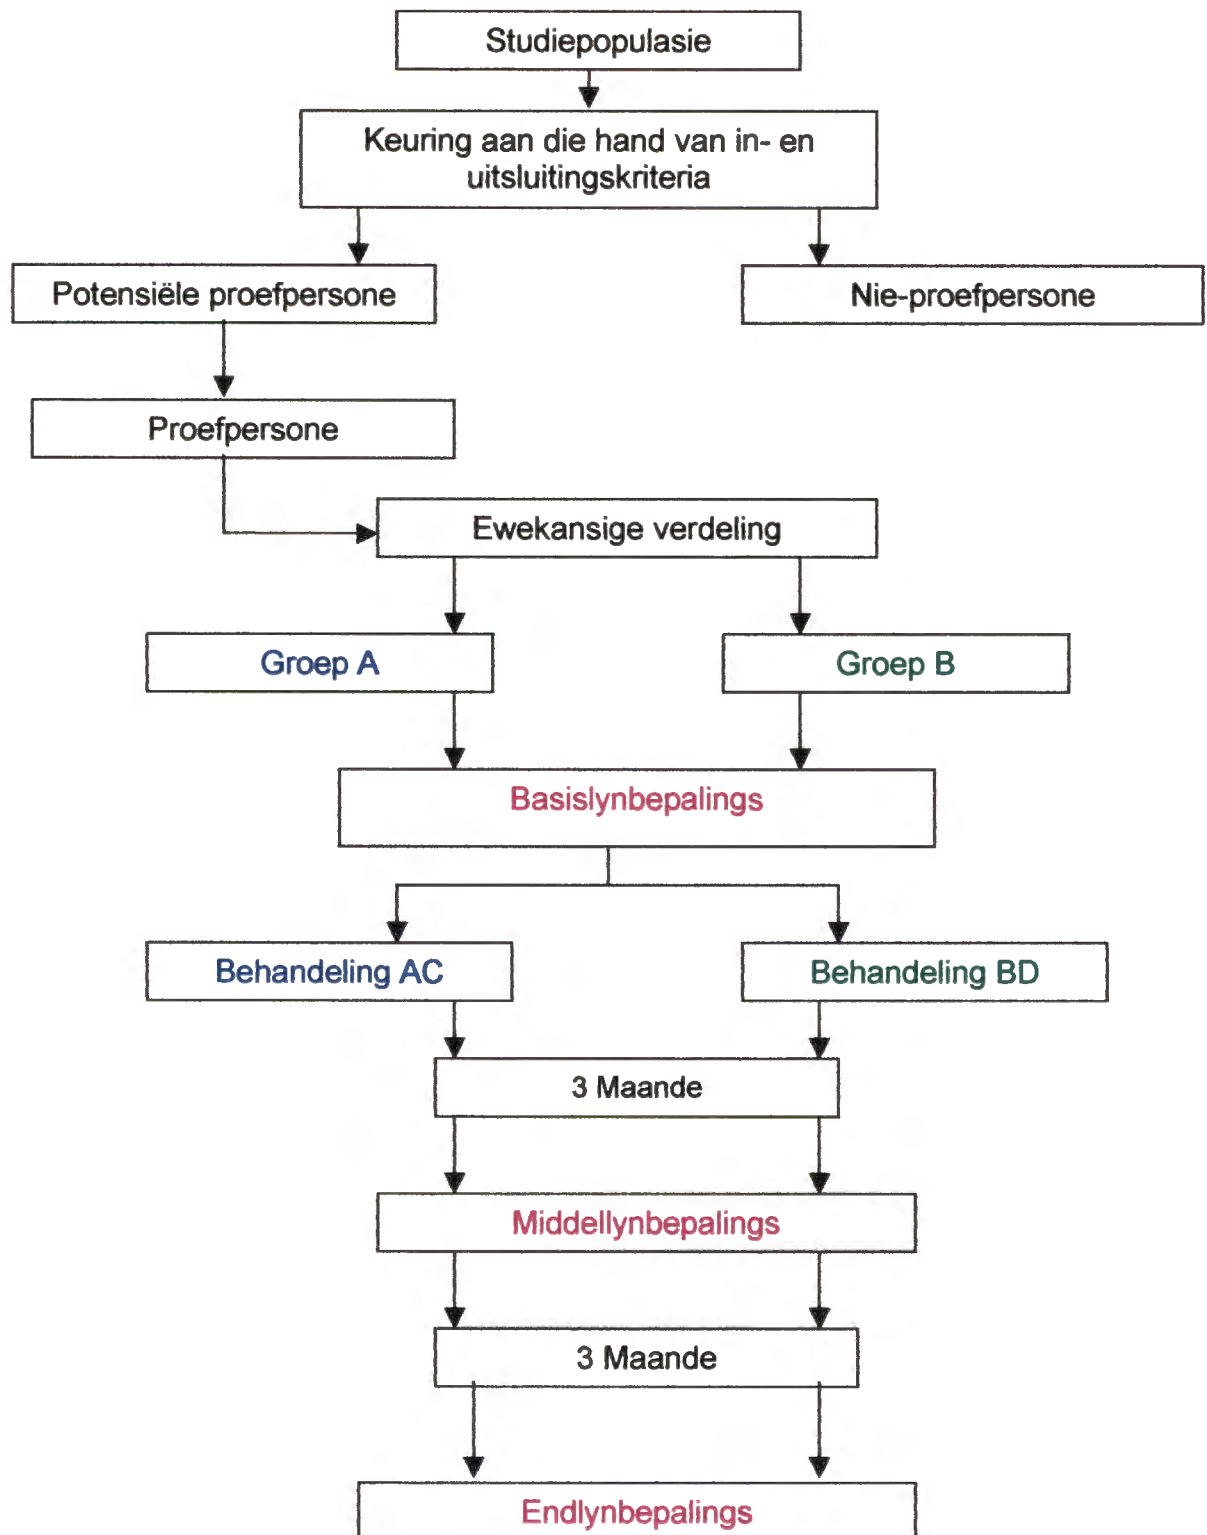 Studiepopulasie
Keuring aan die hand van in- en
uitsluitingskriteria
Potensiële proefpersone
Nie-proefpersone
Proefpersone
Ewekansige verdeling
Groep A
Groep B
Basislynbepalings
Behandeling AC
Behandeling BD
3 Maande
Middellynbepalings
3 Maande
Endlynbepalings